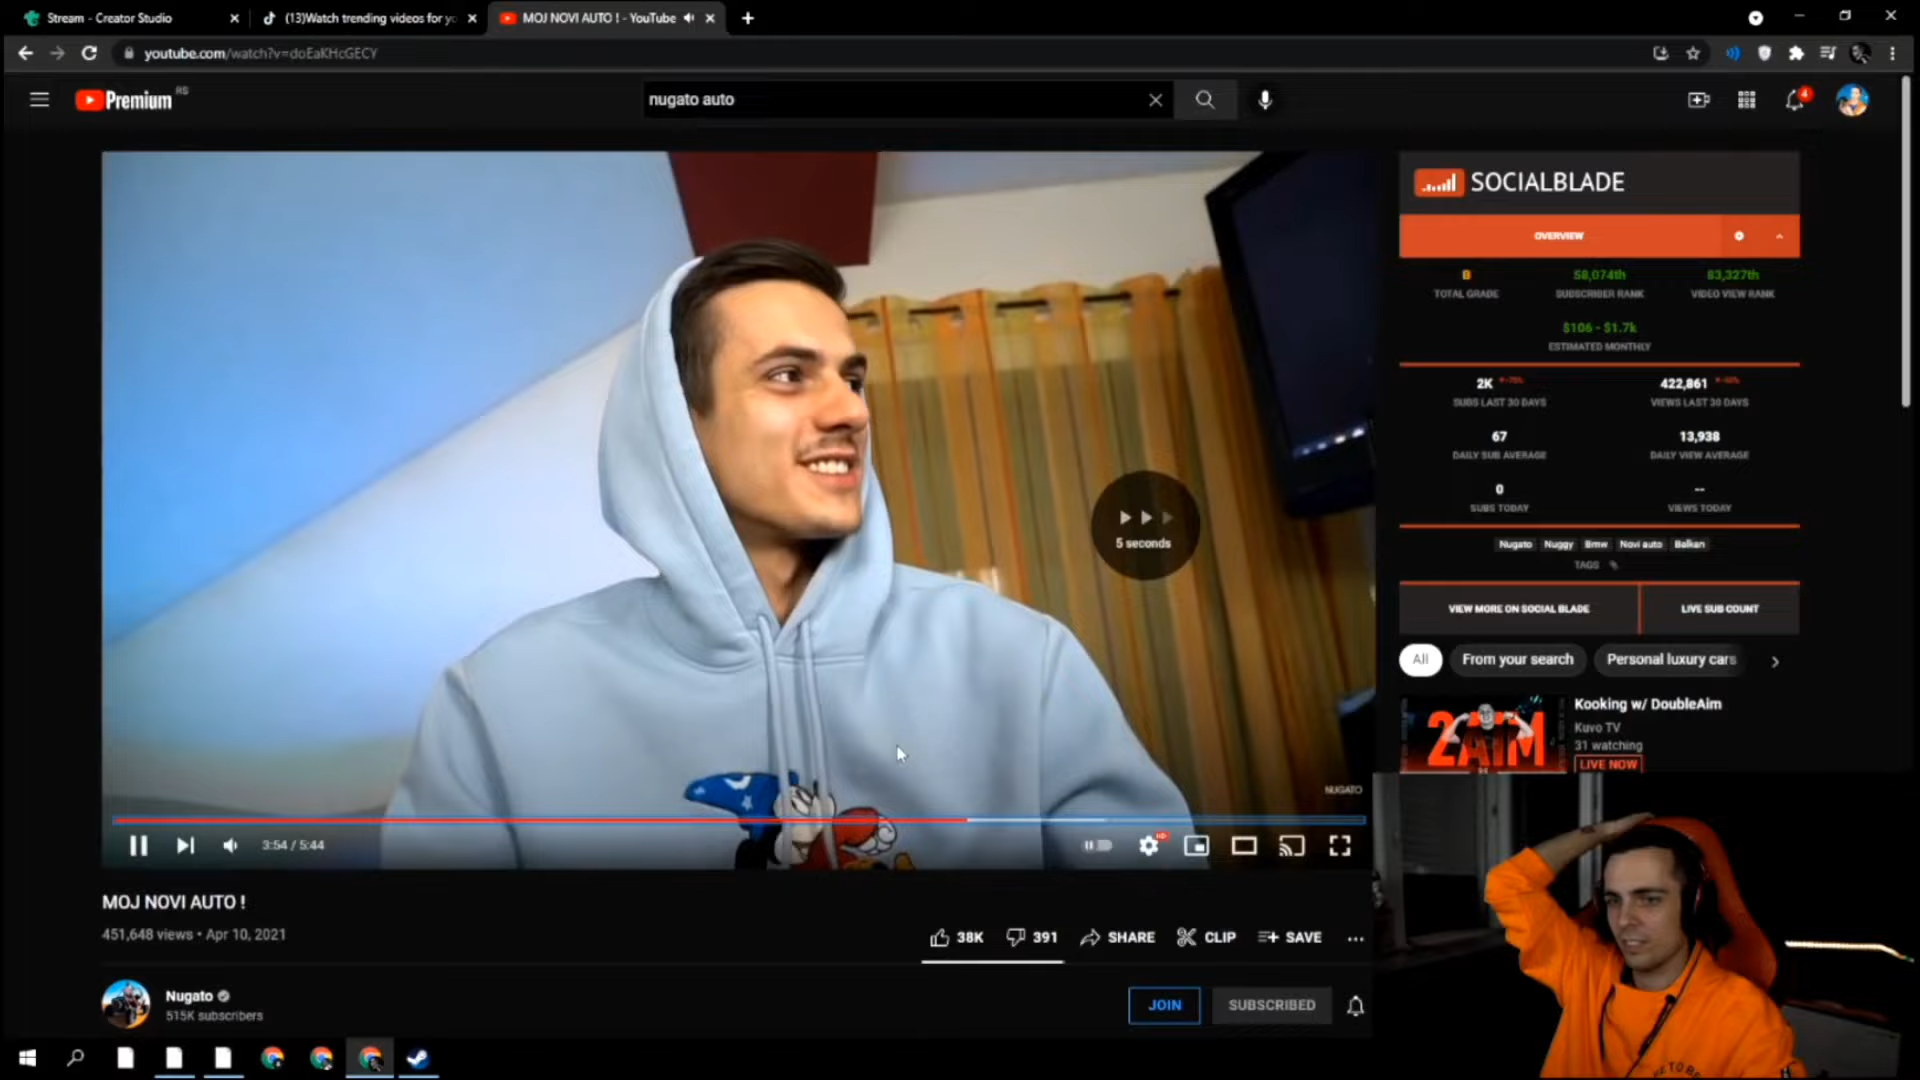 Stream - Creator Studio
(13)Watch trending videos for yo
MOJ NOVI AUTO ! - YouTube
youtube.com/watch?v=doEaKHcGECY
Premium RS
nugato auto
4
SOCIALBLADE
OVERVIEW
B
58,074th
83,327th
TOTAL GRADE
SUBSCRIBER RANK
VIDEO VIEW RANK
$106 - $1.7k
ESTIMATED MONTHLY
2K
422,861
SUBS LAST 30 DAYS
VIEWS LAST 30 DAYS
67
13,938
DAILY SUB AVERAGE
DAILY VIEW AVERAGE
0
--
SUBS TODAY
VIEWS TODAY
Nugato Nuggy Bmw Novi auto Balkan
TAGS
VIEW MORE ON SOCIAL BLADE
LIVE SUB COUNT
All
From your search
Personal luxury cars
Kooking w/ DoubleAim
Kuvo TV
31 watching
LIVE NOW
2AIM
5 seconds
NUGATO
3:54 / 5:44
HD
MOJ NOVI AUTO !
451,648 views • Apr 10, 2021
38K
391
SHARE
CLIP
SAVE
Nugato
515K subscribers
JOIN
SUBSCRIBED